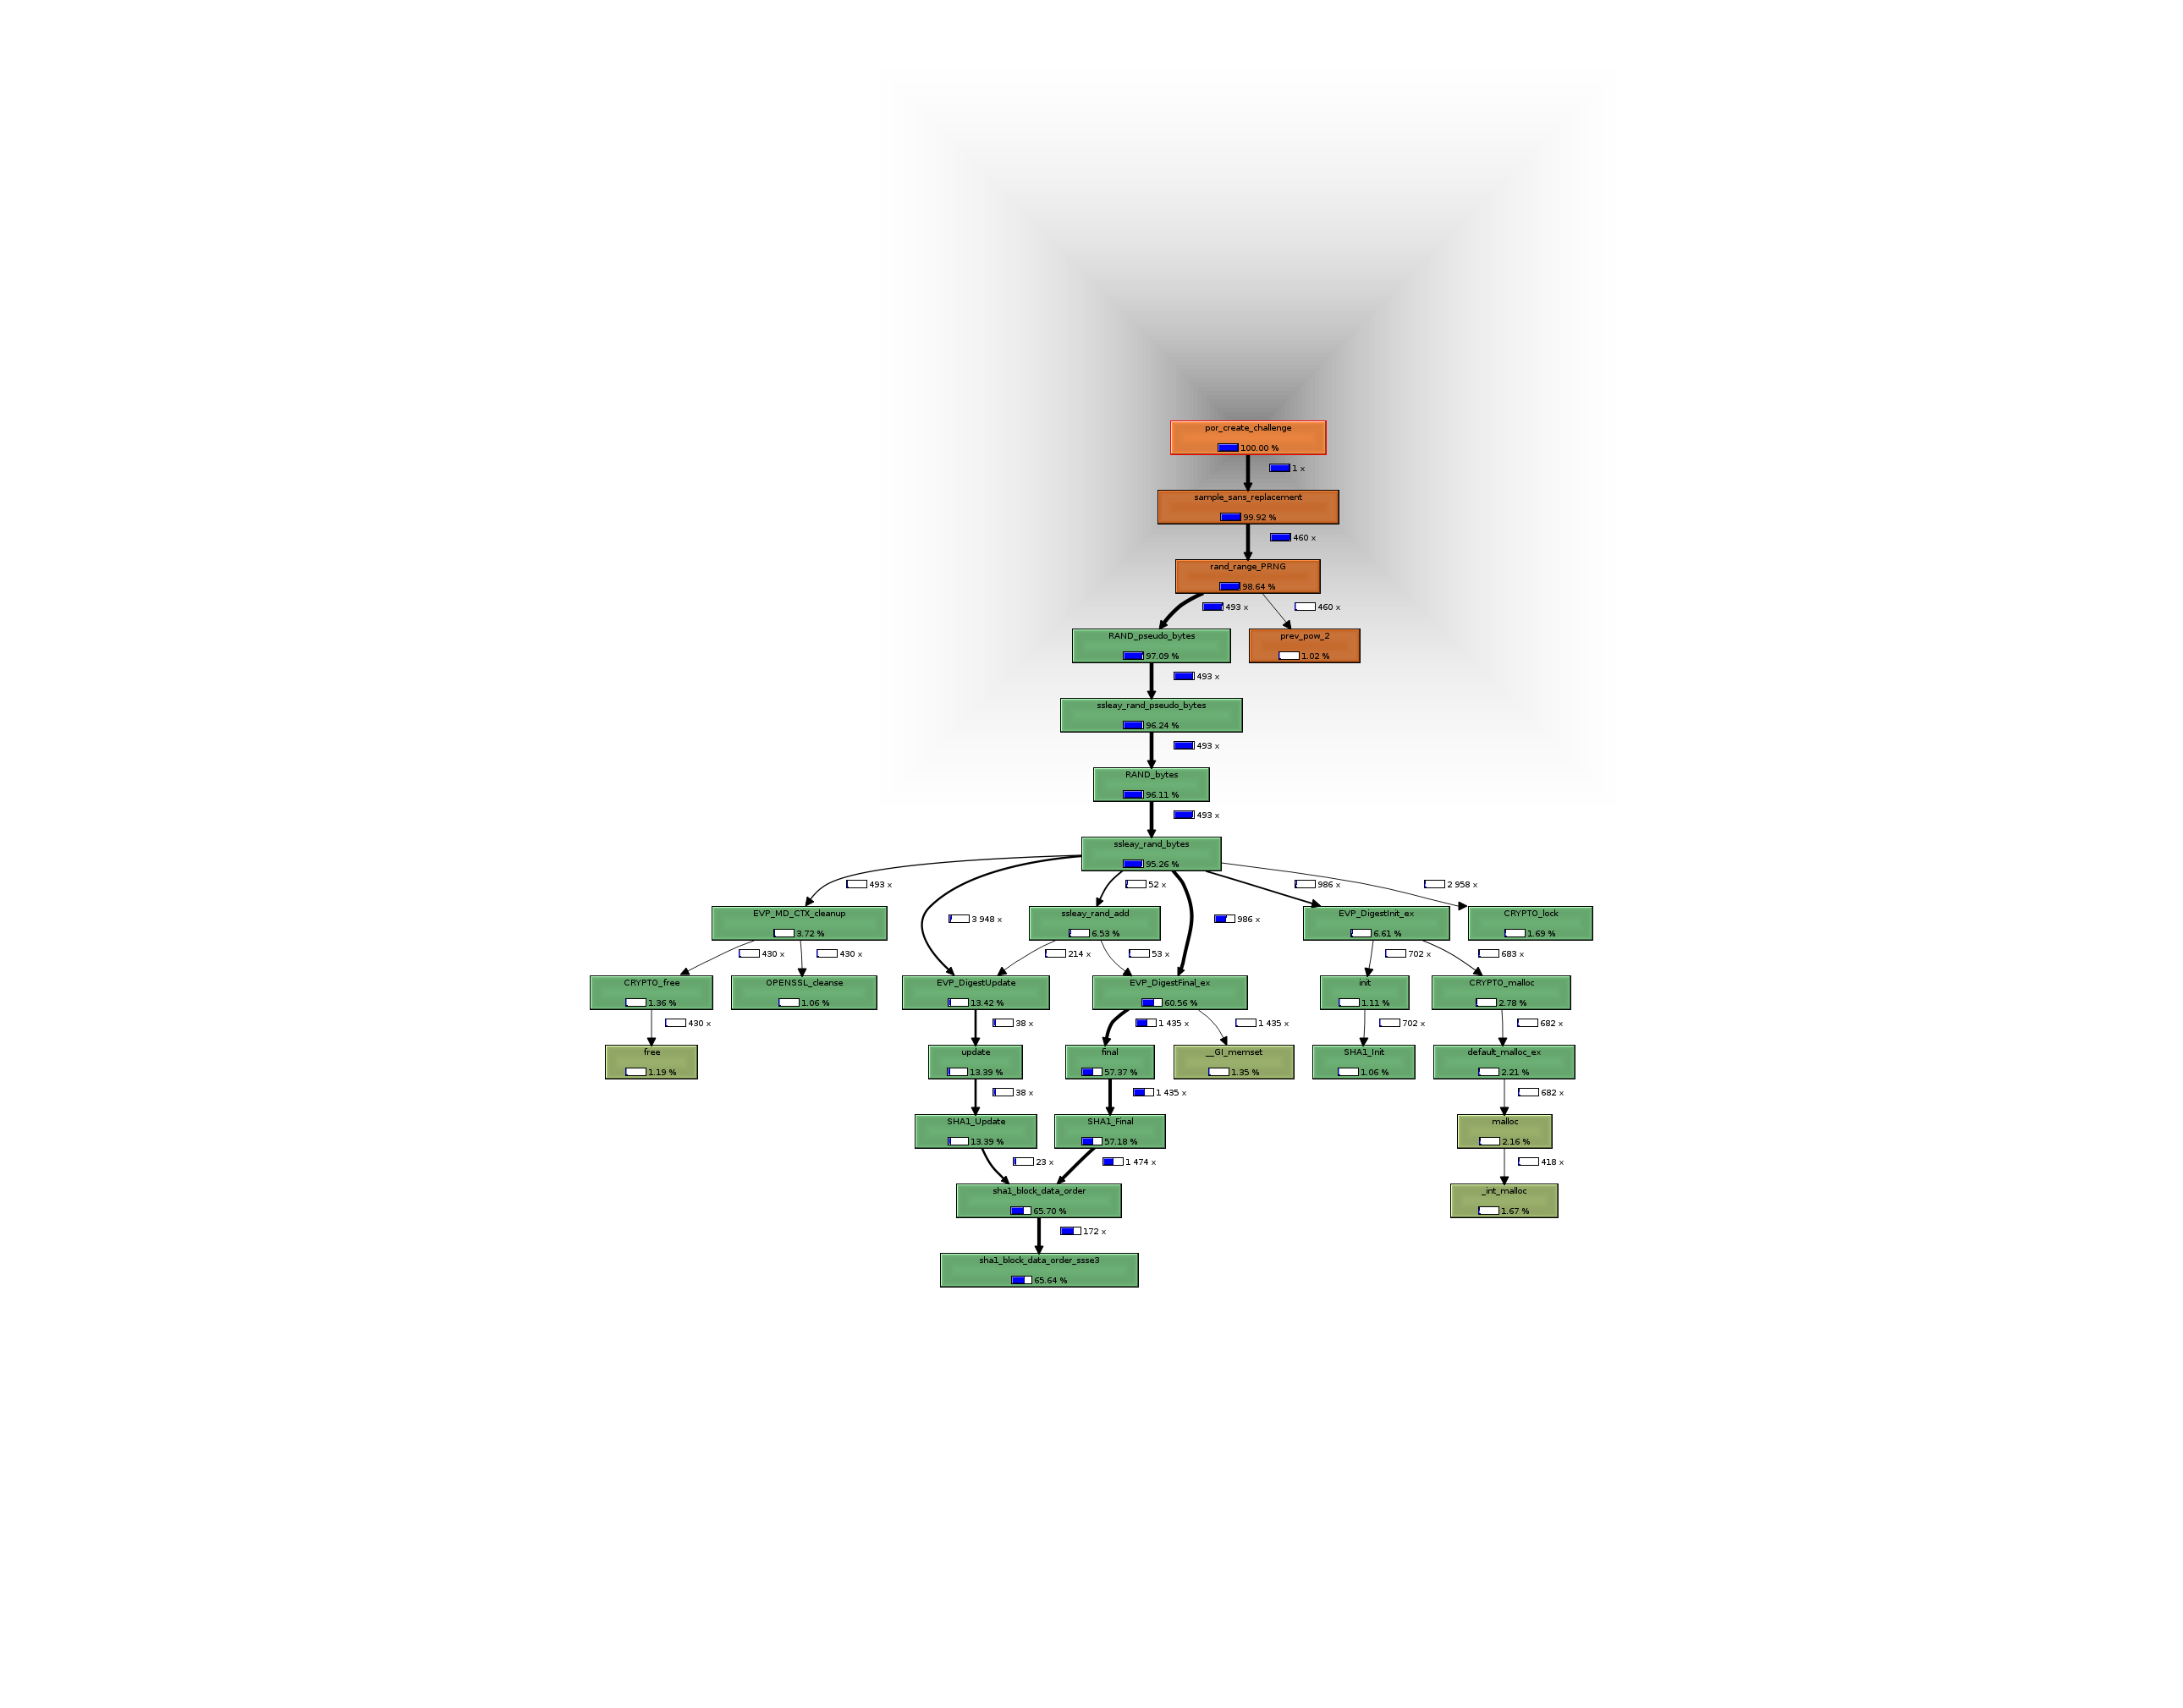 por_create_challenge
100.00 %
1 x
sample_sans_replacement
99.92 %
460 x
rand_range_PRNG
98.64 %
493 x
460 x
RAND_pseudo_bytes
97.09 %
prev_pow_2
1.02 %
493 x
ssleay_rand_pseudo_bytes
96.24 %
493 x
RAND_bytes
96.11 %
493 x
ssleay_rand_bytes
95.26 %
493 x
3 948 x
52 x
986 x
986 x
2 958 x
EVP_MD_CTX_cleanup
3.72 %
ssleay_rand_add
6.53 %
EVP_DigestInit_ex
6.61 %
CRYPTO_lock
1.69 %
430 x
430 x
214 x
53 x
702 x
683 x
CRYPTO_free
1.36 %
OPENSSL_cleanse
1.06 %
EVP_DigestUpdate
13.42 %
EVP_DigestFinal_ex
60.56 %
init
1.11 %
CRYPTO_malloc
2.78 %
430 x
38 x
1 435 x
1 435 x
702 x
682 x
free
1.19 %
update
13.39 %
final
57.37 %
__GI_memset
1.35 %
SHA1_Init
1.06 %
default_malloc_ex
2.21 %
38 x
1 435 x
682 x
SHA1_Update
13.39 %
SHA1_Final
57.18 %
malloc
2.16 %
23 x
1 474 x
418 x
sha1_block_data_order
65.70 %
_int_malloc
1.67 %
172 x
sha1_block_data_order_ssse3
65.64 %